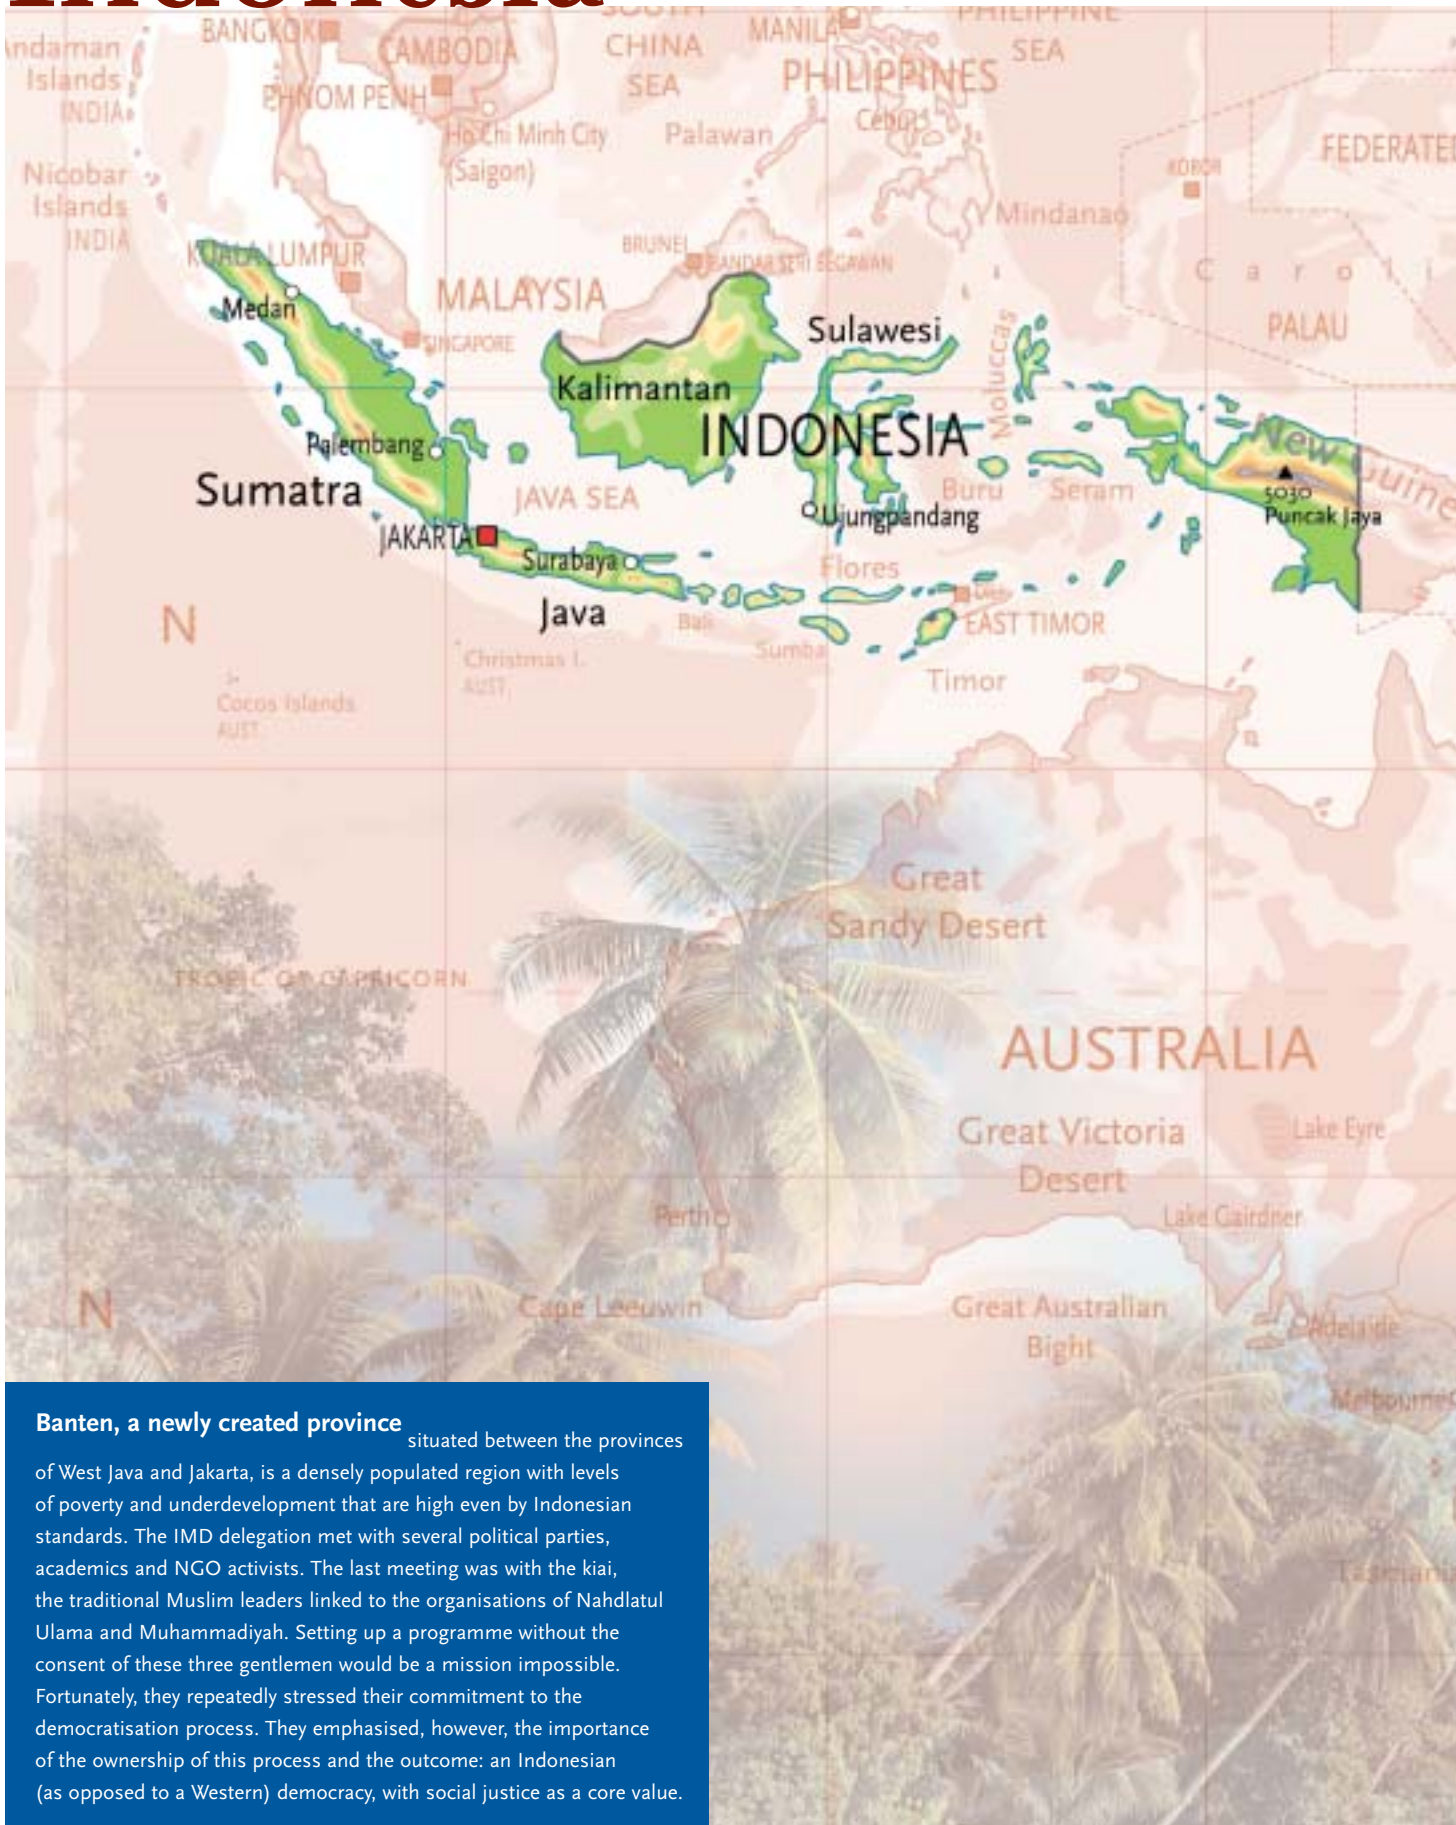 Indonesia
Andaman
Islands
INDIA
BANGKOK
CAMBODIA
PHNOM PENH
Ho Chi Minh City
(Saigon)
SOUTH
CHINA
SEA
MANILA
PHILIPPINES
PHILIPPINE
SEA
Palawan
Cebu
FEDERATED
KOROR
Nicobar
Islands
INDIA
Mindanao
KUALA LUMPUR
BRUNEI
BANDAR SERI BEGAWAN
Caroli
Medan
MALAYSIA
SINGAPORE
Sulawesi
Moluccas
PALAU
Kalimantan
INDONESIA
New Guine
Palembang
Sumatra
JAVA SEA
Buru
Seram
5030
Puncak Jaya
Ujungpandang
JAKARTA
Surabaya
Flores
Java
Bali
Sumba
EAST TIMOR
Timor
N
Christmas I.
AUST.
Cocos Islands
AUST.
Great
Sandy Desert
TROPIC OF CAPRICORN
AUSTRALIA
Great Victoria
Desert
Lake Eyre
Perth
Lake Gairdner
N
Cape Leeuwin
Great Australian
Bight
Adelaide
Melbourne
Tasmania
Banten, a newly created province situated between the provinces
of West Java and Jakarta, is a densely populated region with levels
of poverty and underdevelopment that are high even by Indonesian
standards. The IMD delegation met with several political parties,
academics and NGO activists. The last meeting was with the kiai,
the traditional Muslim leaders linked to the organisations of Nahdlatul
Ulama and Muhammadiyah. Setting up a programme without the
consent of these three gentlemen would be a mission impossible.
Fortunately, they repeatedly stressed their commitment to the
democratisation process. They emphasised, however, the importance
of the ownership of this process and the outcome: an Indonesian
(as opposed to a Western) democracy, with social justice as a core value.